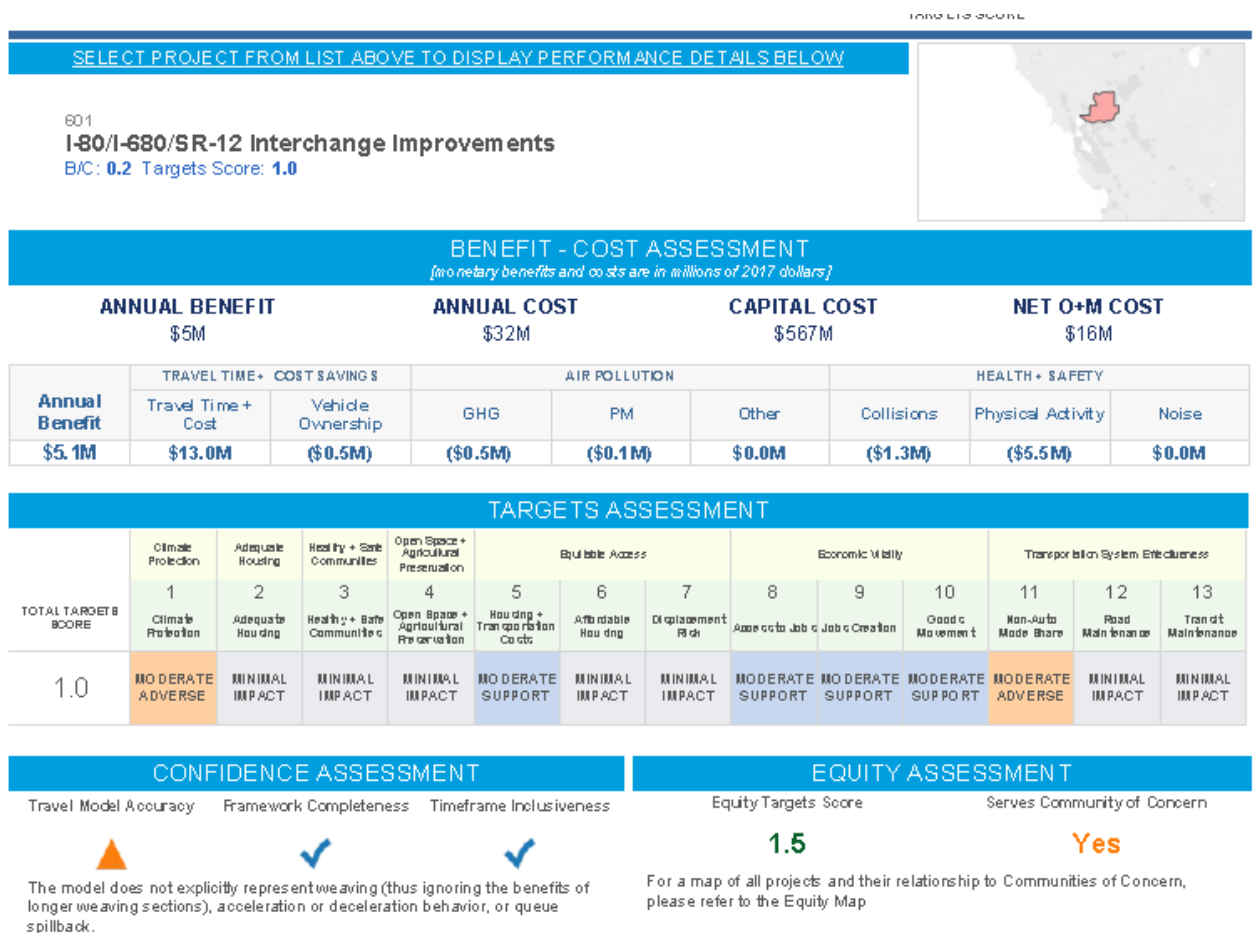 TARGETS SCORE
SELECT PROJECT FROM LIST ABOVE TO DISPLAY PERFORMANCE DETAILS BELOW
601
I-80/I-680/SR-12 Interchange Improvements
B/C: 0.2 Targets Score: 1.0
BENEFIT - COST ASSESSMENT
[monetary benefits and costs are in millions of 2017 dollars]
ANNUAL BENEFIT ANNUAL COST CAPITAL COST NET O+M COST
$5M $32M $567M $16M
TRAVEL TIME+ COST SAVINGS AIR POLLUTION HEALTH+ SAFETY
Annual Benefit Travel Time + Cost Vehicle Ownership GHG PM Other Collisions Physical Activity Noise
$5.1M $13.0M ($0.5M) ($0.5M) ($0.1M) $0.0M ($1.3M) ($5.5M) $0.0M
TARGETS ASSESSMENT
Climate Protection Adequate Housing Healthy + Safe Communities Open Space + Agricultural Preservation Equitable Access Economic Vitality Transportation System Effectiveness
1 2 3 4 5 6 7 8 9 10 11 12 13
TOTAL TARGETS SCORE Climate Protection Adequate Housing Healthy + Safe Communities Open Space + Agricultural Preservation Housing + Transportation Costs Affordable Housing Displacement Risk Access to Jobs Jobs Creation Goods Movement Non-Auto Mode Share Road Maintenance Transit Maintenance
1.0 MODERATE ADVERSE MINIMAL IMPACT MINIMAL IMPACT MINIMAL IMPACT MODERATE SUPPORT MINIMAL IMPACT MINIMAL IMPACT MODERATE SUPPORT MODERATE SUPPORT MODERATE SUPPORT MODERATE ADVERSE MINIMAL IMPACT MINIMAL IMPACT
CONFIDENCE ASSESSMENT
Travel Model Accuracy Framework Completeness Timeframe Inclusiveness
The model does not explicitly represent weaving (thus ignoring the benefits of
longer weaving sections), acceleration or deceleration behavior, or queue
spillback.
EQUITY ASSESSMENT
Equity Targets Score Serves Community of Concern
1.5 Yes
For a map of all projects and their relationship to Communities of Concern,
please refer to the Equity Map